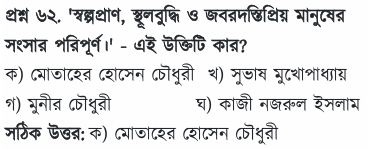 প্রশ্ন ৬২. 'স্বল্পপ্রাণ, স্থূলবুদ্ধি ও জবরদস্তিপ্রিয় মানুষের
সংসার পরিপূর্ণ।' - এই উক্তিটি কার?
ক) মোতাহের হোসেন চৌধুরী খ) সুভাষ মুখোপাধ্যায়
গ) মুনীর চৌধুরী ঘ) কাজী নজরুল ইসলাম
সঠিক উত্তর: ক) মোতাহের হোসেন চৌধুরী